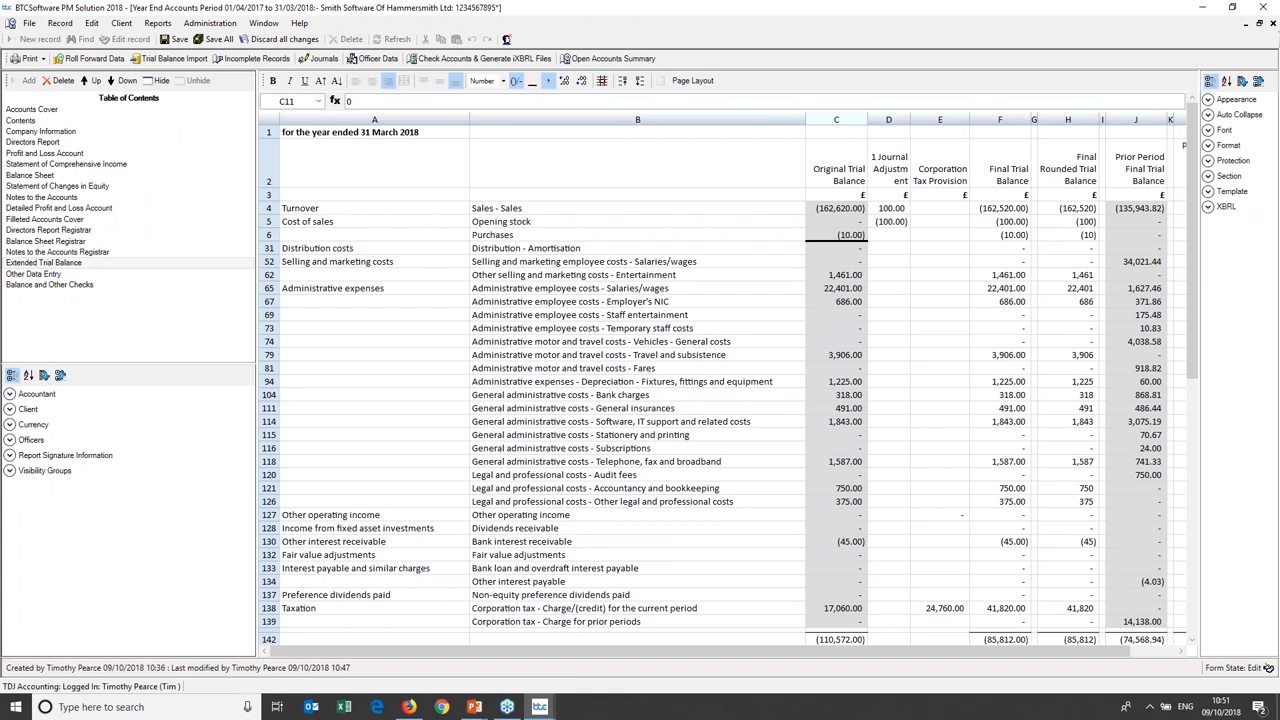 BTCSoftware PM Solution 2018 - [Year End Accounts Period 01/04/2017 to 31/03/2018:- Smith Software Of Hammersmith Ltd: 1234567895*]
File Record Edit Client Reports Administration Window Help
New record Find Edit record Save Save All Discard all changes Delete Refresh
Print Roll Forward Data Trial Balance Import Incomplete Records Journals Officer Data Check Accounts & Generate iXBRL Files Open Accounts Summary
Add Delete Up Down Hide Unhide
Table of Contents
Accounts Cover
Contents
Company Information
Directors Report
Profit and Loss Account
Statement of Comprehensive Income
Balance Sheet
Statement of Changes in Equity
Notes to the Accounts
Detailed Profit and Loss Account
Filleted Accounts Cover
Directors Report Registrar
Balance Sheet Registrar
Notes to the Accounts Registrar
Extended Trial Balance
Other Data Entry
Balance and Other Checks
Accountant
Client
Currency
Officers
Report Signature Information
Visibility Groups
B I U Number Page Layout
C11 fx 0
A B C D E F G H I J K
1 for the year ended 31 March 2018
2 Original Trial Balance 1 Journal Adjustm ent Corporation Tax Provision Final Trial Balance Final Rounded Trial Balance Prior Period Final Trial Balance P
3 £ £ £ £
4 Turnover Sales - Sales (162,620.00) 100.00 (162,520.00) (162,520) (135,943.82)
5 Cost of sales Opening stock - (100.00) (100.00) (100) -
6 Purchases (10.00) (10.00) (10) -
31 Distribution costs Distribution - Amortisation - - - -
52 Selling and marketing costs Selling and marketing employee costs - Salaries/wages - - - 34,021.44
62 Other selling and marketing costs - Entertainment 1,461.00 1,461.00 1,461 -
65 Administrative expenses Administrative employee costs - Salaries/wages 22,401.00 22,401.00 22,401 1,627.46
67 Administrative employee costs - Employer's NIC 686.00 686.00 686 371.86
69 Administrative employee costs - Staff entertainment - - - 175.48
73 Administrative employee costs - Temporary staff costs - - - 10.83
74 Administrative motor and travel costs - Vehicles - General costs - - - 4,038.58
79 Administrative motor and travel costs - Travel and subsistence 3,906.00 3,906.00 3,906 -
81 Administrative motor and travel costs - Fares - - - 918.82
94 Administrative expenses - Depreciation - Fixtures, fittings and equipment 1,225.00 1,225.00 1,225 60.00
104 General administrative costs - Bank charges 318.00 318.00 318 868.81
111 General administrative costs - General insurances 491.00 491.00 491 486.44
114 General administrative costs - Software, IT support and related costs 1,843.00 1,843.00 1,843 3,075.19
115 General administrative costs - Stationery and printing - - - 70.67
116 General administrative costs - Subscriptions - - - 24.00
118 General administrative costs - Telephone, fax and broadband 1,587.00 1,587.00 1,587 741.33
120 Legal and professional costs - Audit fees - - - 750.00
121 Legal and professional costs - Accountancy and bookkeeping 750.00 750.00 750 -
126 Legal and professional costs - Other legal and professional costs 375.00 375.00 375 -
127 Other operating income Other operating income - - - - -
128 Income from fixed asset investments Dividends receivable - - - -
130 Other interest receivable Bank interest receivable (45.00) (45.00) (45) -
132 Fair value adjustments Fair value adjustments - - - -
133 Interest payable and similar charges Bank loan and overdraft interest payable - - - -
134 Other interest payable - - - (4.03)
137 Preference dividends paid Non-equity preference dividends paid - - - -
138 Taxation Corporation tax - Charge/(credit) for the current period 17,060.00 24,760.00 41,820.00 41,820 -
139 Corporation tax - Charge for prior periods - - - 14,138.00
142 (110,572.00) (85,812.00) (85,812) (74,568.94)
Appearance
Auto Collapse
Font
Format
Protection
Section
Template
XBRL
Created by Timothy Pearce 09/10/2018 10:36 : Last modified by Timothy Pearce 09/10/2018 10:47 Form State: Edit
TDJ Accounting: Logged In: Timothy Pearce (Tim )
Type here to search
ENG 10:51
09/10/2018 2